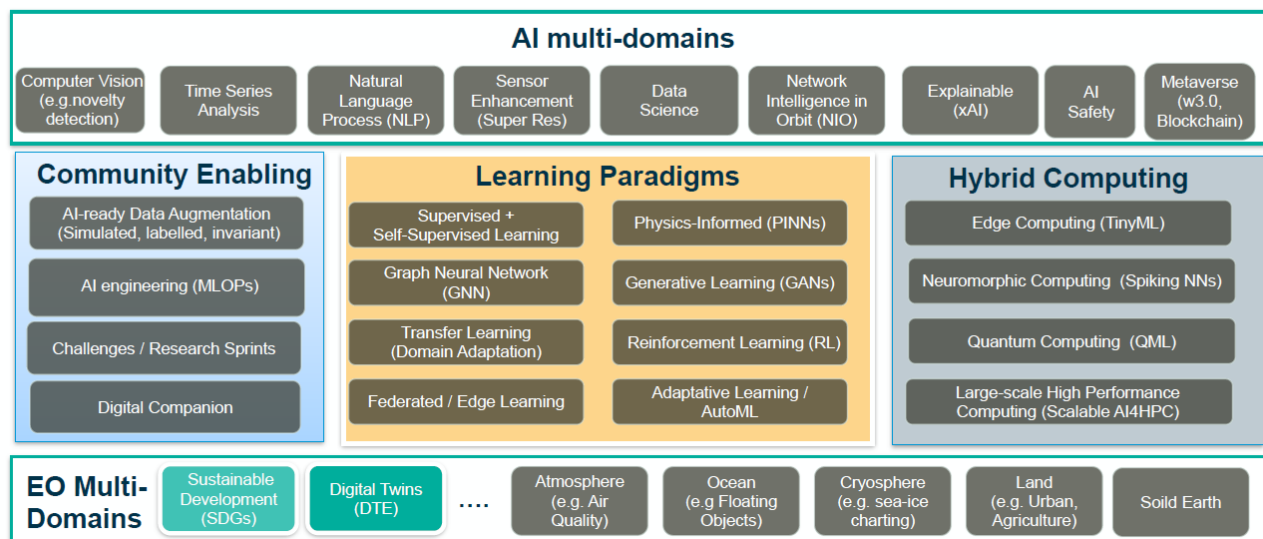 AI multi-domains
Computer Vision
(e.g.novelty
detection)
Time Series
Analysis
Natural
Language
Process (NLP)
Sensor
Enhancement
(Super Res)
Data
Science
Network
Intelligence in
Orbit (NIO)
Explainable
(xAI)
AI
Safety
Metaverse
(w3.0,
Blockchain)
Community Enabling
AI-ready Data Augmentation
(Simulated, labelled, invariant)
AI engineering (MLOPs)
Challenges / Research Sprints
Digital Companion
Learning Paradigms
Supervised +
Self-Supervised Learning
Physics-Informed (PINNs)
Graph Neural Network
(GNN)
Generative Learning (GANs)
Transfer Learning
(Domain Adaptation)
Reinforcement Learning (RL)
Federated / Edge Learning
Adaptative Learning /
AutoML
Hybrid Computing
Edge Computing (TinyML)
Neuromorphic Computing (Spiking NNs)
Quantum Computing (QML)
Large-scale High Performance
Computing (Scalable AI4HPC)
EO Multi-
Domains
Sustainable
Development
(SDGs)
Digital Twins
(DTE)
....
Atmosphere
(e.g. Air
Quality)
Ocean
(e.g Floating
Objects)
Cryosphere
(e.g. sea-ice
charting)
Land
(e.g. Urban,
Agriculture)
Soild Earth